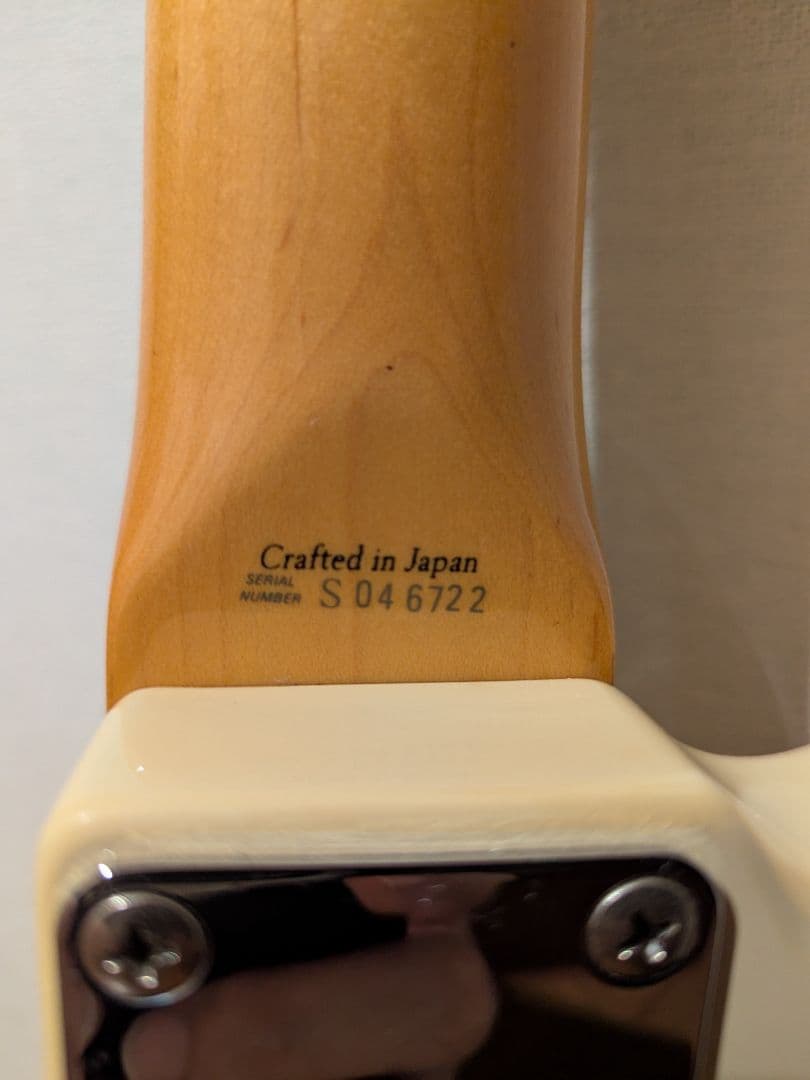 Crafted in Japan
SERIAL
NUMBER S 046722